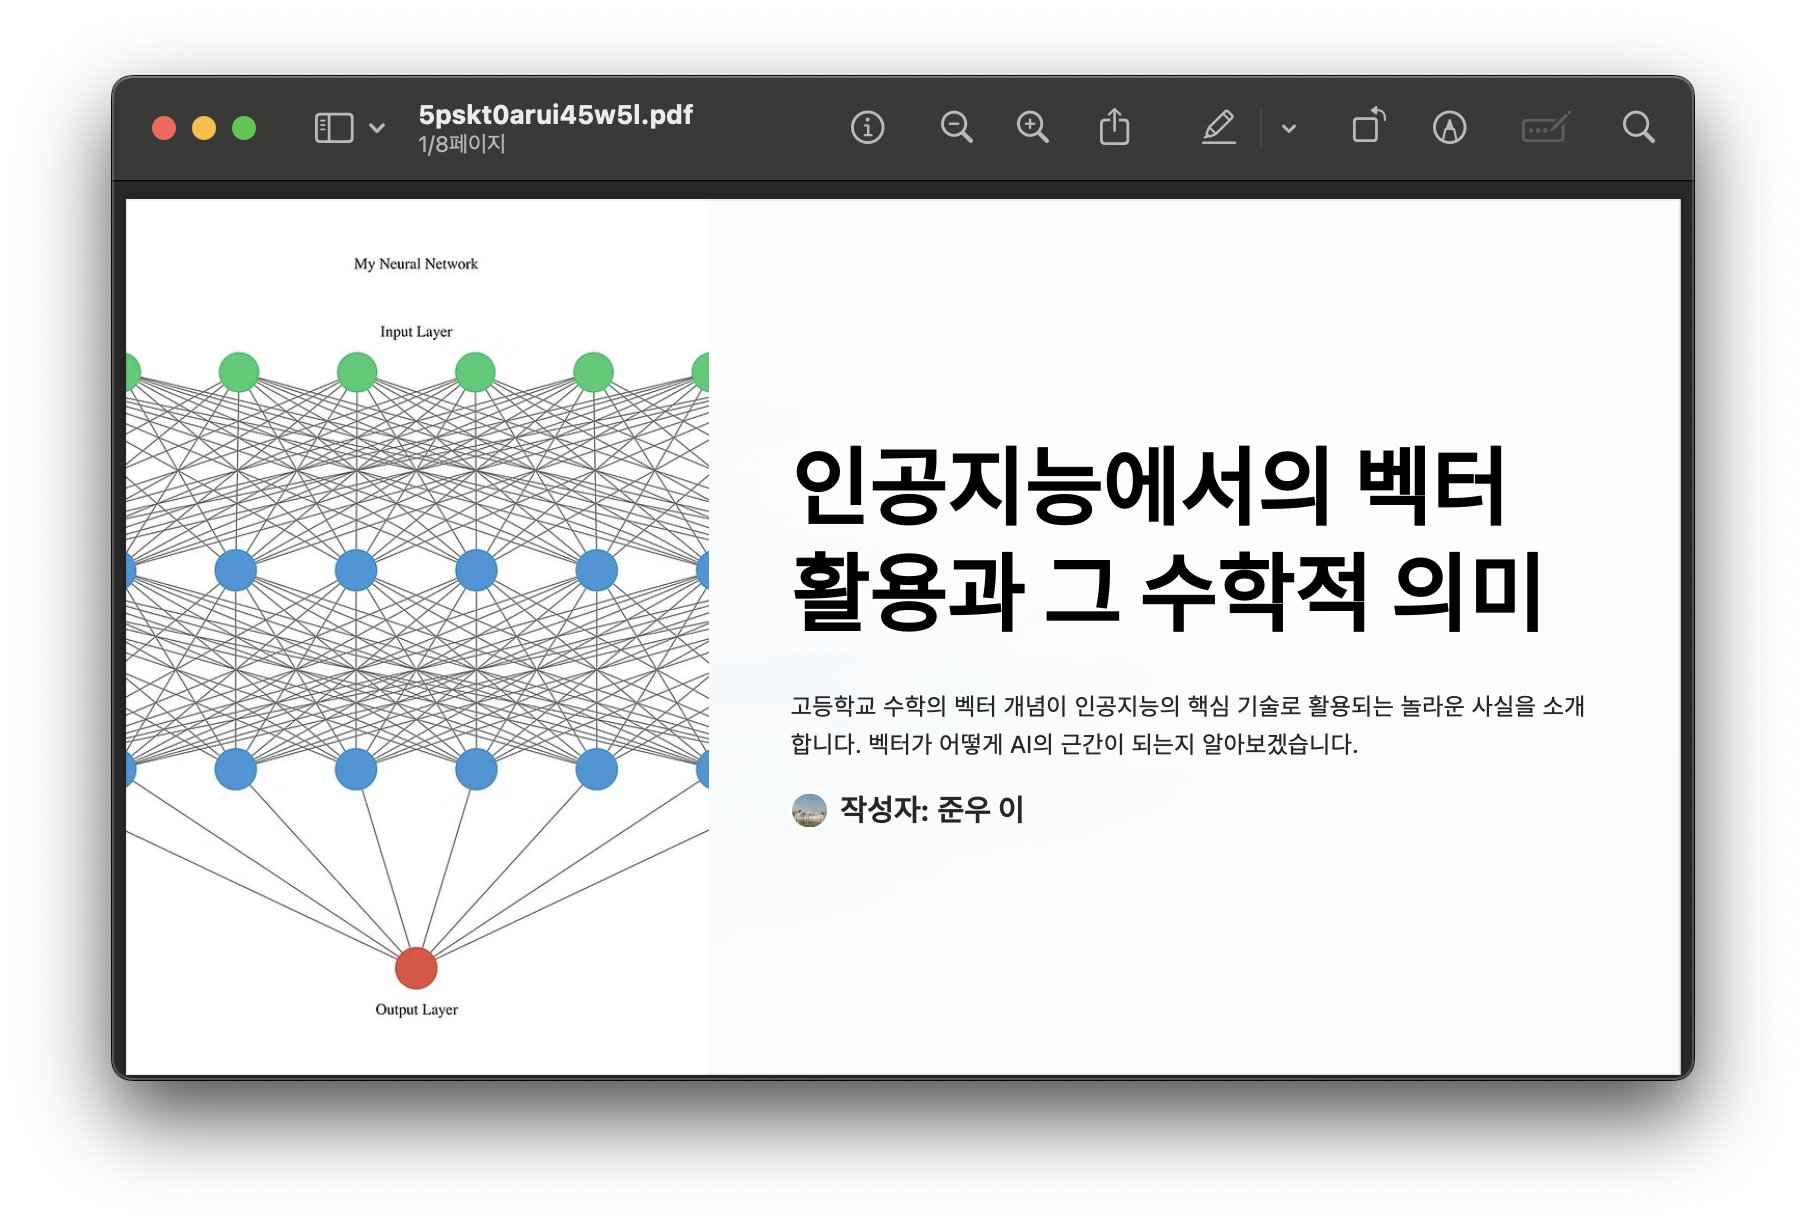 5pskt0arui45w5l.pdf
1/8페이지
My Neural Network
Input Layer
Output Layer
인공지능에서의 벡터
활용과 그 수학적 의미
고등학교 수학의 벡터 개념이 인공지능의 핵심 기술로 활용되는 놀라운 사실을 소개
합니다. 벡터가 어떻게 AI의 근간이 되는지 알아보겠습니다.
작성자: 준우 이